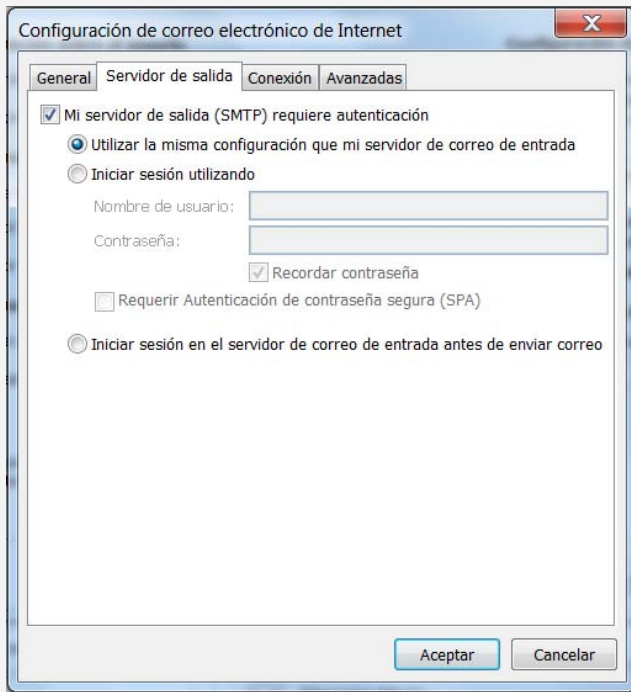 Configuración de correo electrónico de Internet
X
General Servidor de salida Conexión Avanzadas
Mi servidor de salida (SMTP) requiere autenticación
Utilizar la misma configuración que mi servidor de correo de entrada
Iniciar sesión utilizando
Nombre de usuario:
Contraseña:
Recordar contraseña
Requerir Autenticación de contraseña segura (SPA)
Iniciar sesión en el servidor de correo de entrada antes de enviar correo
Aceptar Cancelar